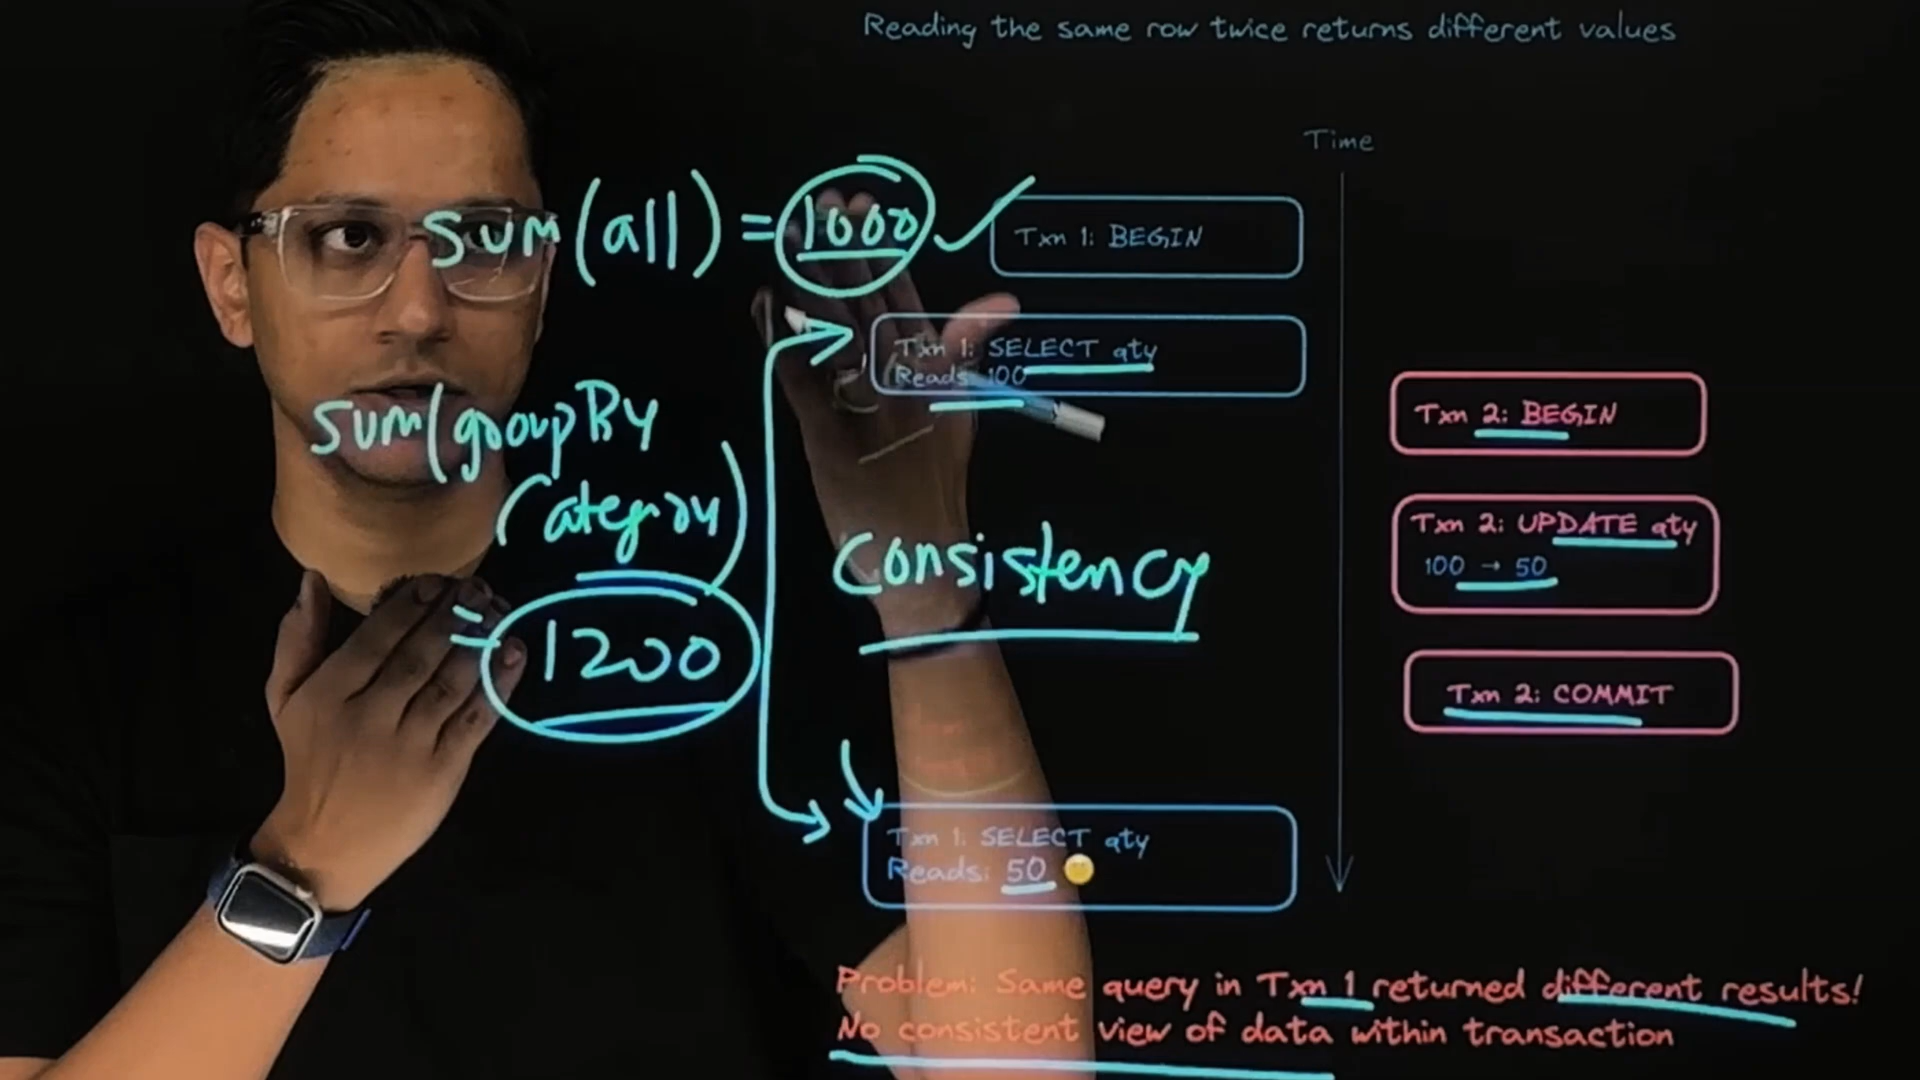 Reading the same row twice returns different values
Time
sum(all) = 1000
Txn 1: BEGIN
Txn 1: SELECT qty
Reads: 100
Txn 2: BEGIN
sum(groupBy
Category)
= 1200
Txn 2: UPDATE qty
100 → 50
Consistency
Txn 2: COMMIT
Txn 1: SELECT qty
Reads: 50
Problem: Same query in Txn 1 returned different results!
No consistent view of data within transaction